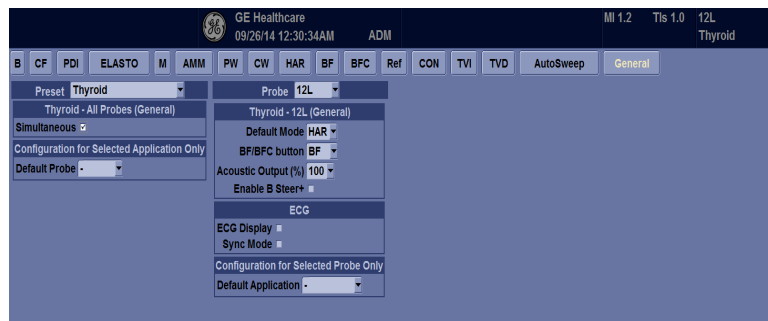 GE Healthcare MI 1.2 TIs 1.0 12L
09/26/14 12:30:34AM ADM Thyroid
B CF PDI ELASTO M AMM PW CW HAR BF BFC Ref CON TVI TVD AutoSweep General
Preset Thyroid
Thyroid - All Probes (General)
Simultaneous
Configuration for Selected Application Only
Default Probe -
Probe 12L
Thyroid - 12L (General)
Default Mode HAR
BF/BFC button BF
Acoustic Output (%) 100
Enable B Steer+
ECG
ECG Display
Sync Mode
Configuration for Selected Probe Only
Default Application -